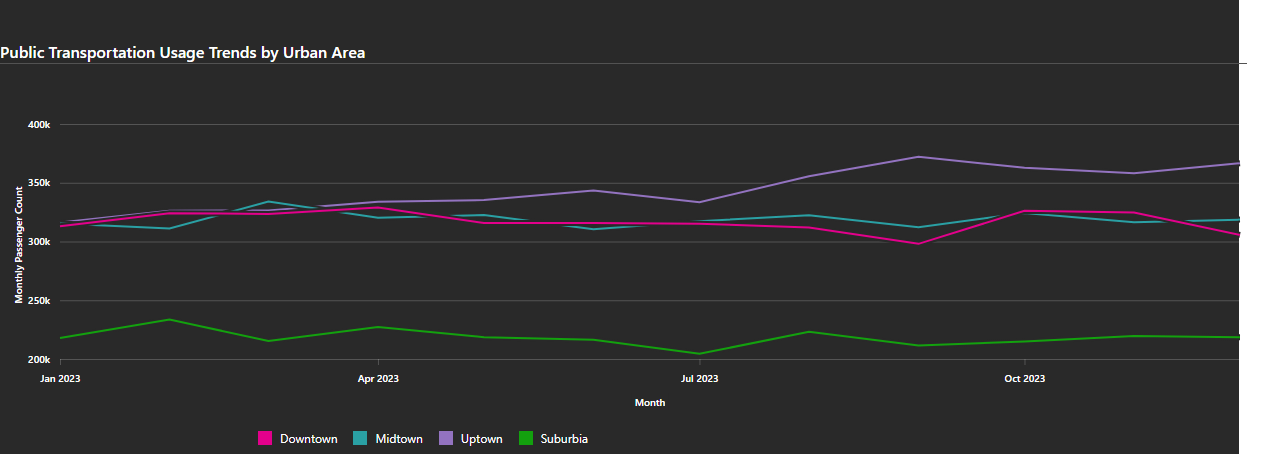 Public Transportation Usage Trends by Urban Area
400k
350k
300k
250k
200k
Monthly Passenger Count
Jan 2023 Apr 2023 Jul 2023 Oct 2023
Month
Downtown Midtown Uptown Suburbia